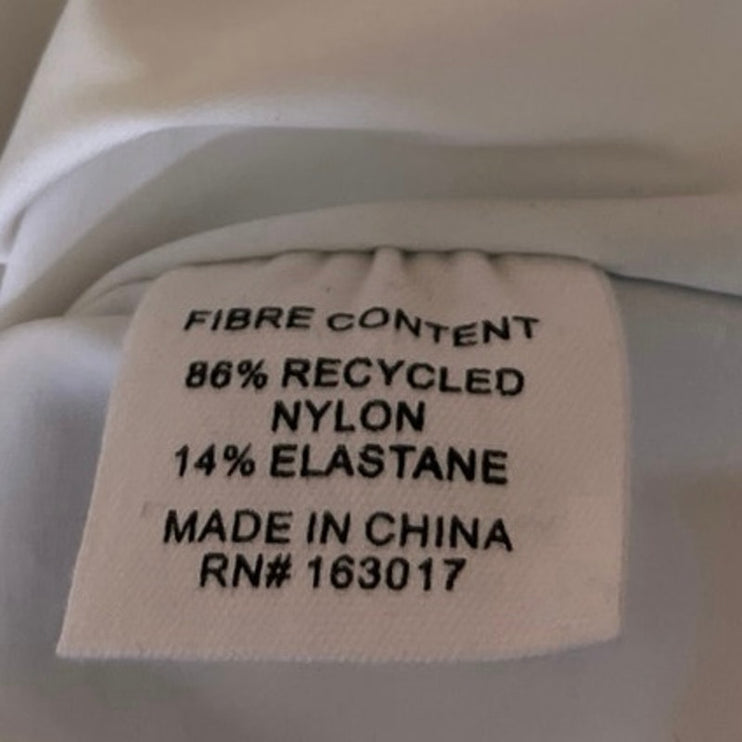 FIBRE CONTENT
86% RECYCLED
NYLON
14% ELASTANE
MADE IN CHINA
RN# 163017